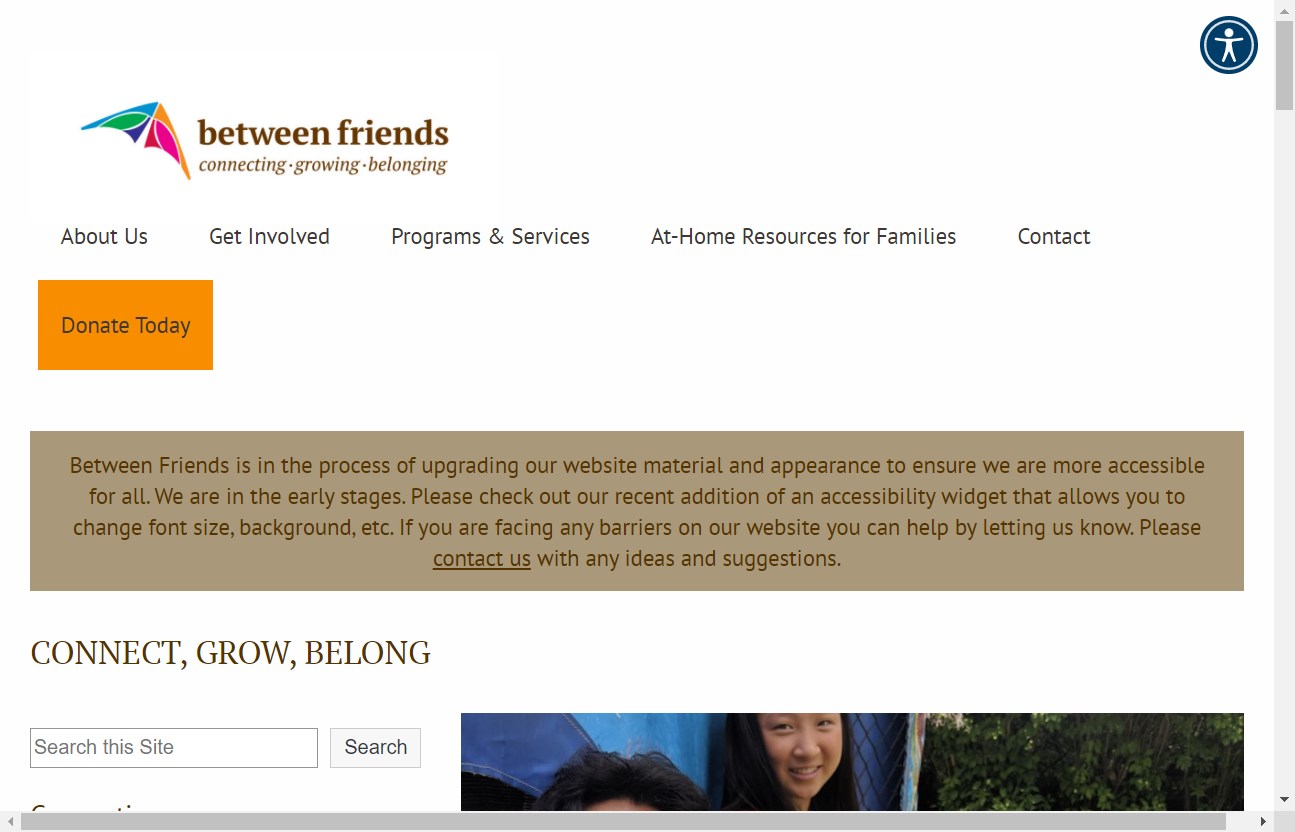 between friends
connecting·growing·belonging
About Us
Get Involved
Programs & Services
At-Home Resources for Families
Contact
Donate Today
Between Friends is in the process of upgrading our website material and appearance to ensure we are more accessible
for all. We are in the early stages. Please check out our recent addition of an accessibility widget that allows you to
change font size, background, etc. If you are facing any barriers on our website you can help by letting us know. Please
contact us with any ideas and suggestions.
CONNECT, GROW, BELONG
Search this Site
Search